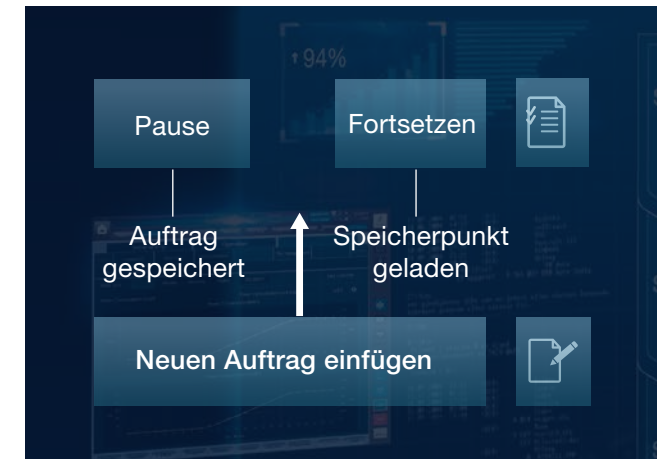 ↑94%
Pause
Fortsetzen
Auftrag
gespeichert
Speicherpunkt
geladen
Neuen Auftrag einfügen